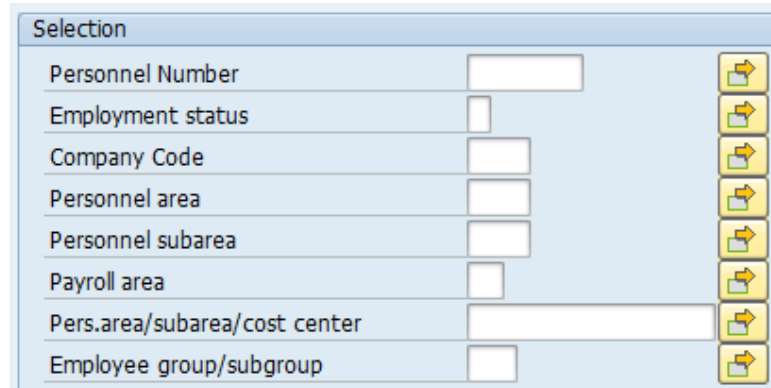 Selection
Personnel Number
Employment status
Company Code
Personnel area
Personnel subarea
Payroll area
Pers.area/subarea/cost center
Employee group/subgroup